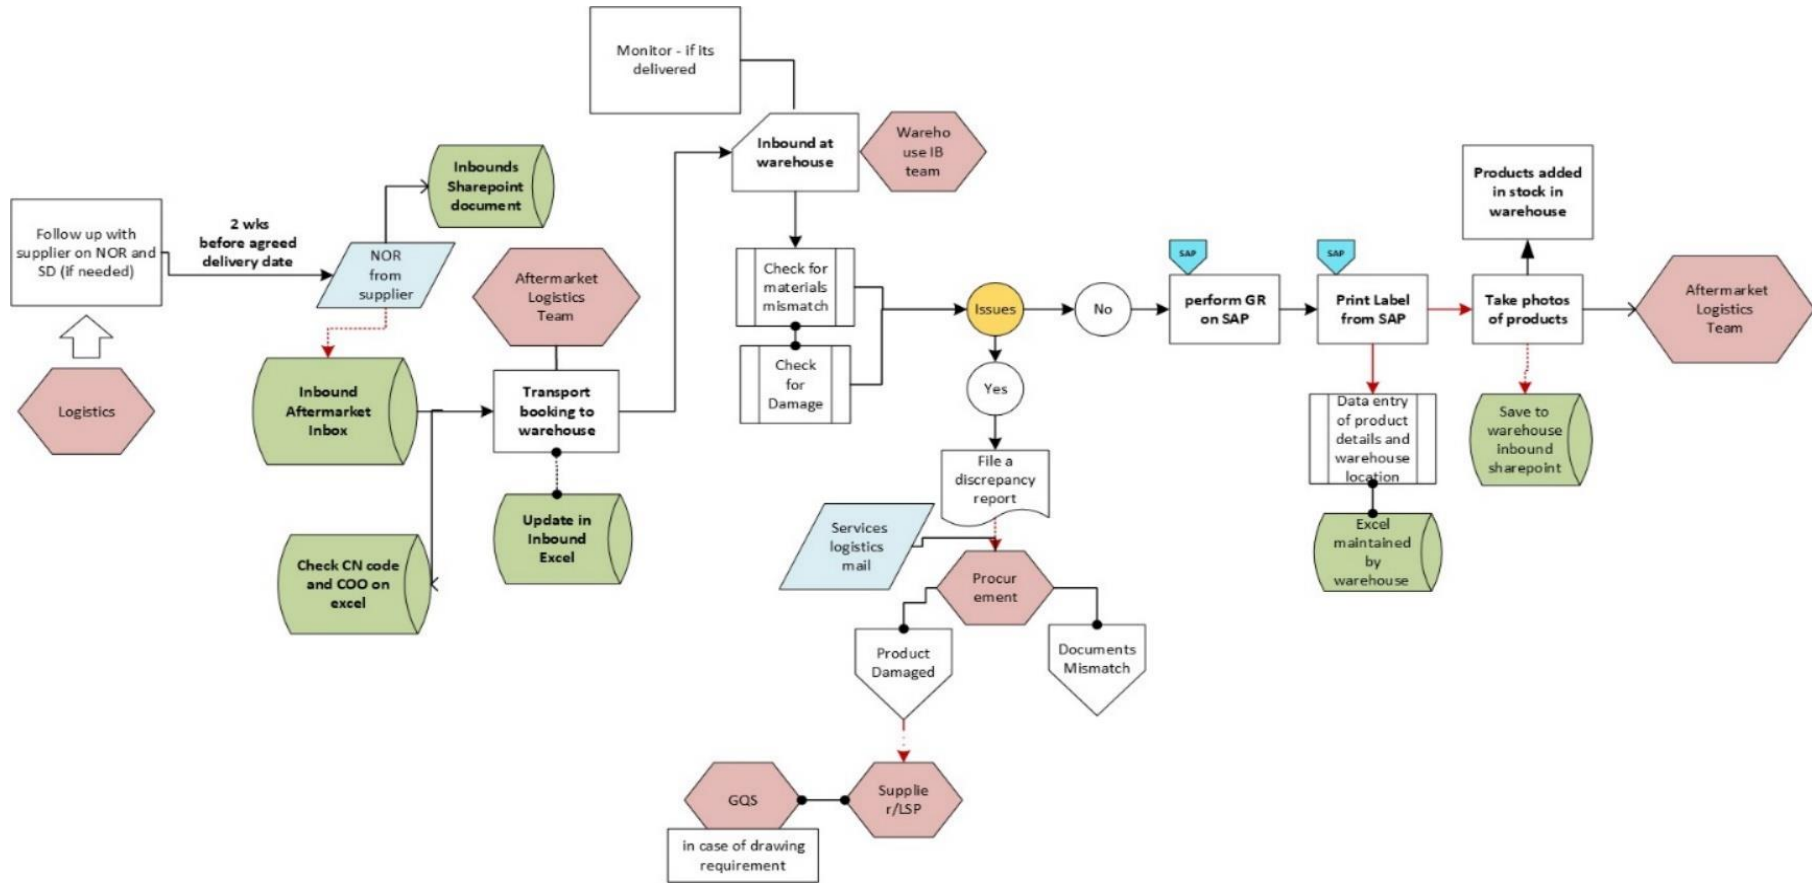 Monitor - if its
delivered
Inbound at
warehouse
Wareho
use IB
team
Inbounds
Sharepoint
document
Follow up with
supplier on NOR and
SD (if needed)
2 wks
before agreed
delivery date
NOR
from
supplier
Logistics
Inbound
Aftermarket
Inbox
Check CN code
and COO on
excel
Aftermarket
Logistics
Team
Transport
booking to
warehouse
Update in
Inbound
Excel
Check for
materials
mismatch
Check
for
Damage
Issues
No
Yes
File a
discrepancy
report
Services
logistics
mail
Procur
ement
Product
Damaged
Documents
Mismatch
Supplie
r/LSP
GQS
in case of drawing
requirement
SAP
perform GR
on SAP
SAP
Print Label
from SAP
Data entry
of product
details and
warehouse
location
Excel
maintained
by
warehouse
Products added
in stock in
warehouse
Take photos
of products
Save to
warehouse
inbound
sharepoint
Aftermarket
Logistics
Team